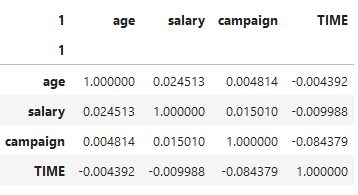 1 age salary campaign TIME
1
age 1.000000 0.024513 0.004814 -0.004392
salary 0.024513 1.000000 0.015010 -0.009988
campaign 0.004814 0.015010 1.000000 -0.084379
TIME -0.004392 -0.009988 -0.084379 1.000000